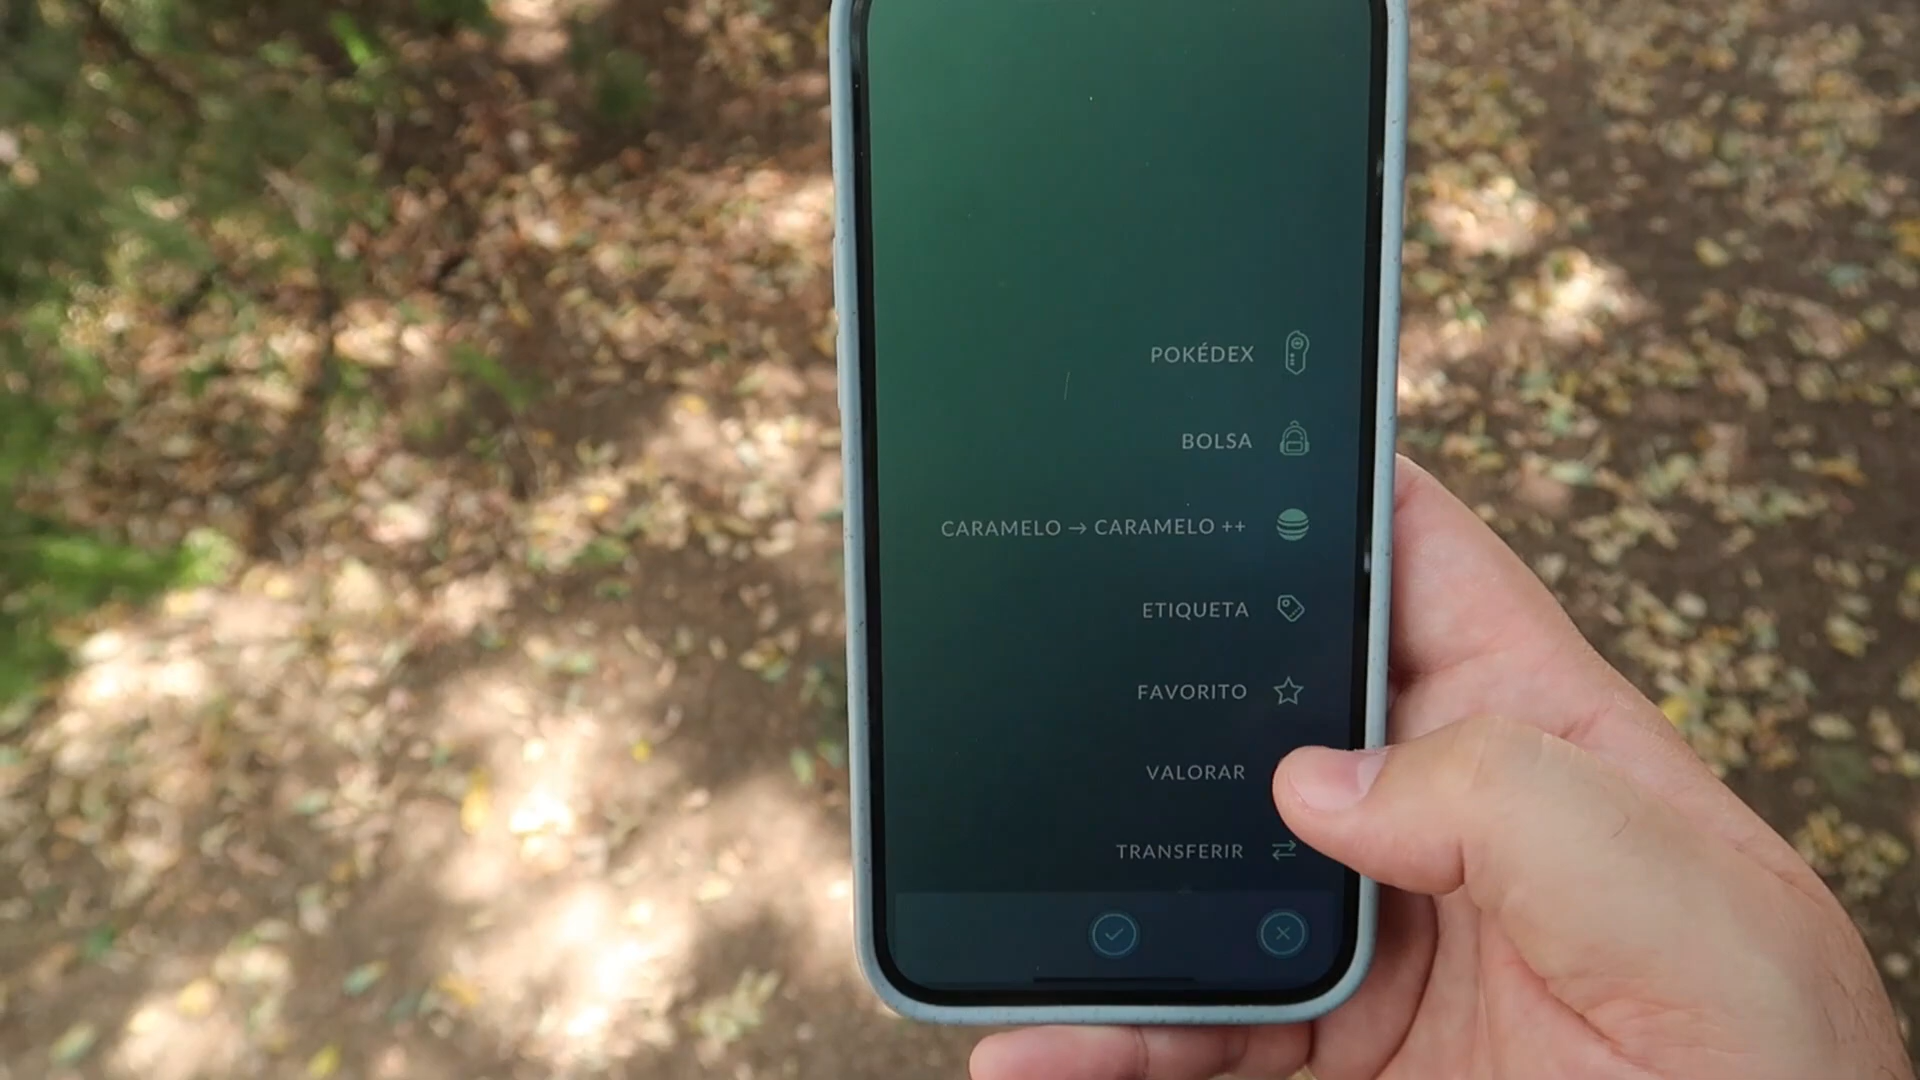 POKÉDEX
BOLSA
CARAMELO → CARAMELO ++
ETIQUETA
FAVORITO
VALORAR
TRANSFERIR